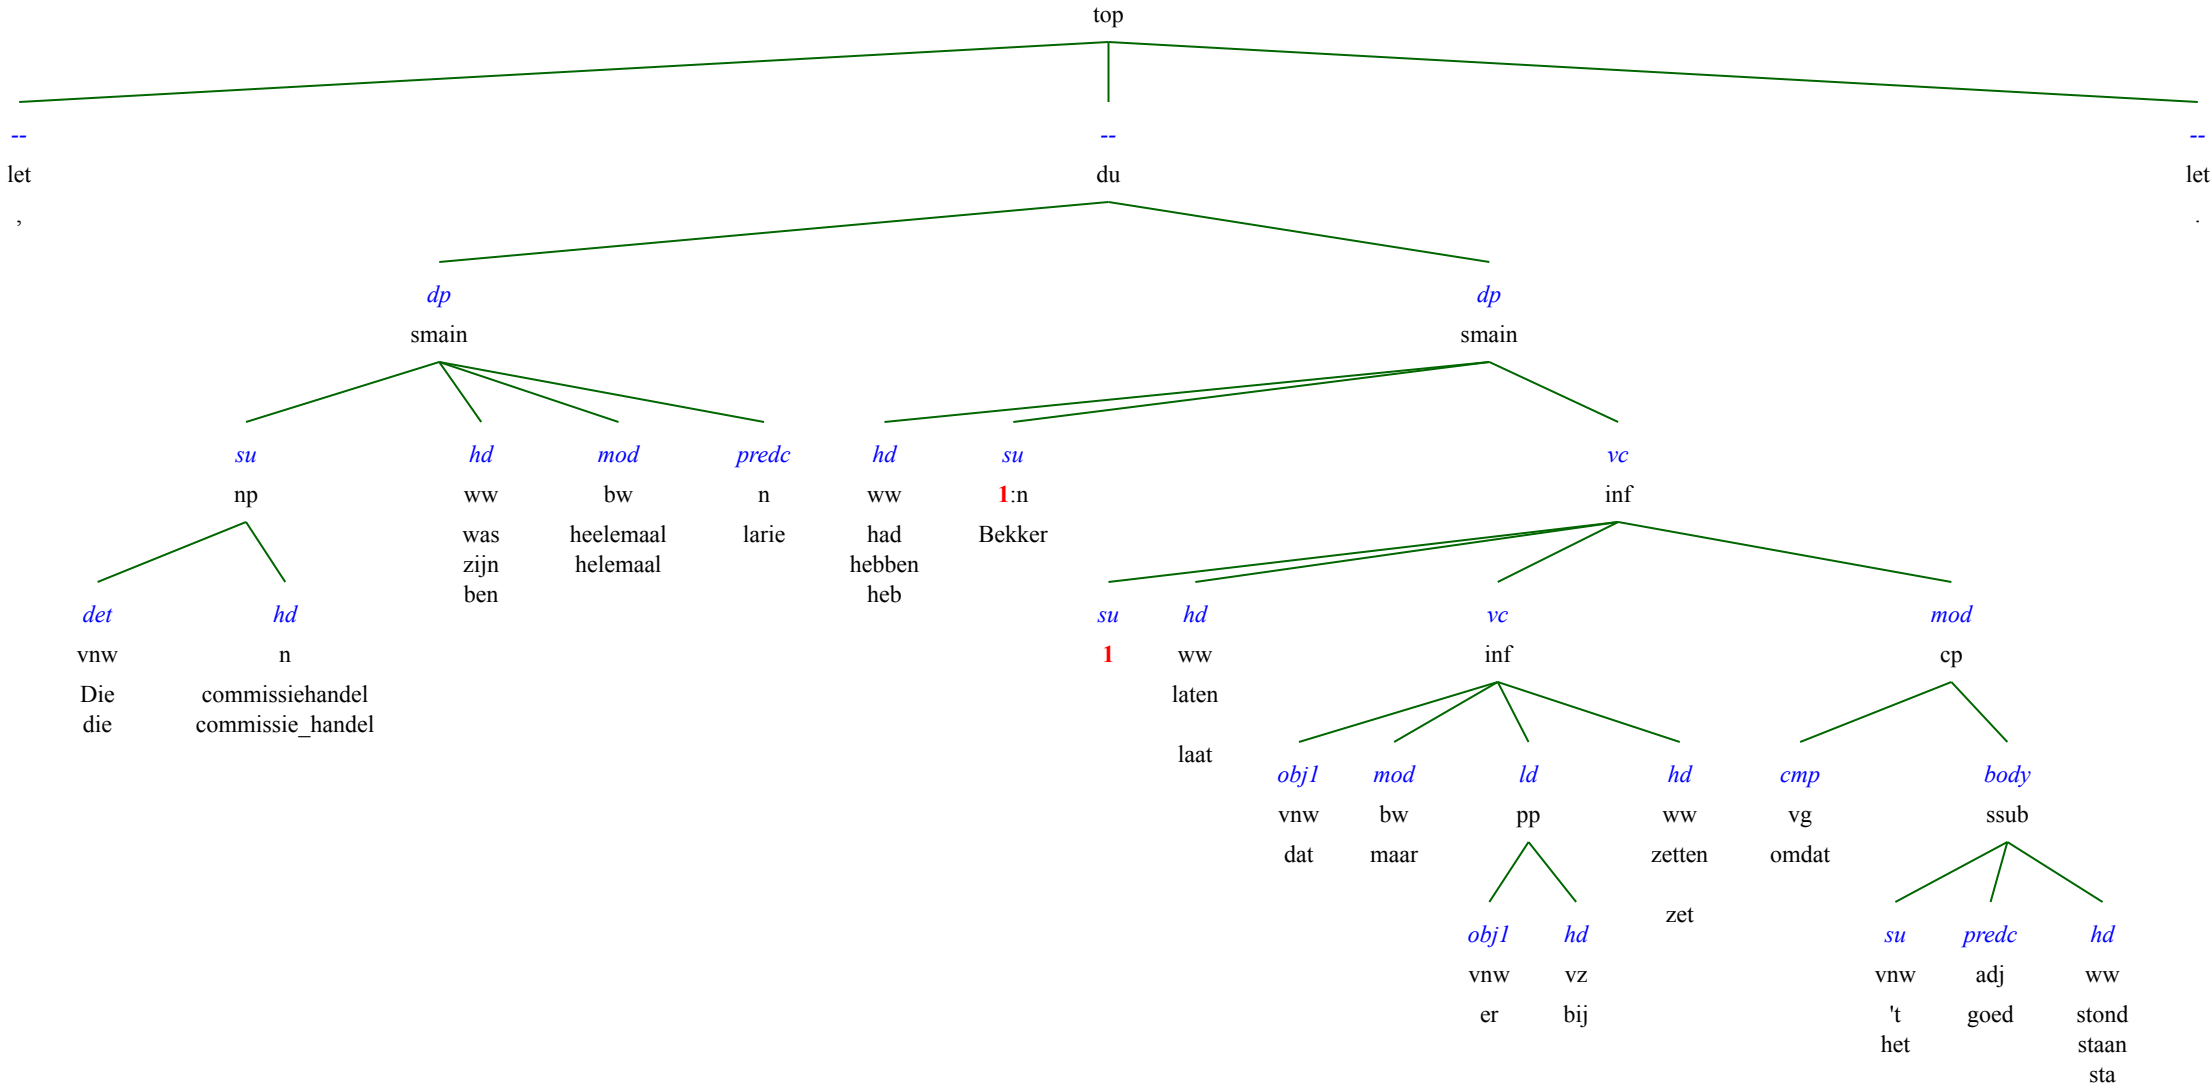 top
-- -- --
let du let
, .
dp dp
smain smain
su hd mod predc hd su vc
np ww bw n ww 1:n inf
was heelemaal larie had Bekker
zijn helemaal hebben
ben heb
det hd su hd vc mod
vnw n 1 ww inf cp
Die commissiehandel laten
die commissie_handel
laat
obj1 mod ld hd cmp body
vnw bw pp ww vg ssub
dat maar zetten omdat
zet
obj1 hd su predc hd
vnw vz vnw adj ww
er bij 't goed stond
het staan
sta